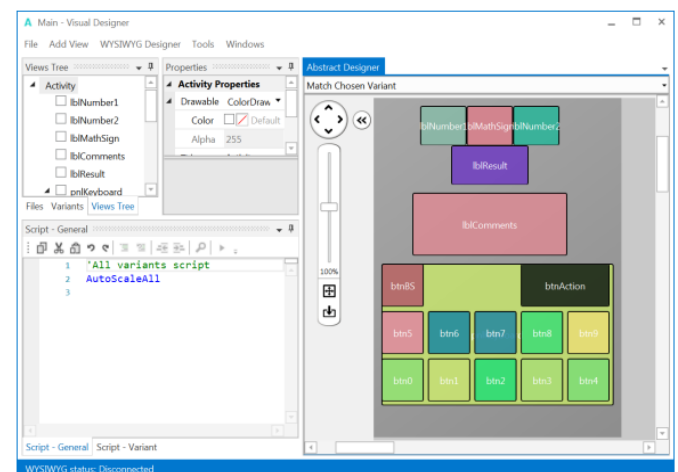 Main - Visual Designer
File Add View WYSIWYG Designer Tools Windows
Views Tree
Activity
lblNumber1
lblNumber2
lblMathSign
lblComments
lblResult
pnlKeyboard
Files Variants Views Tree
Properties
Activity Properties
Drawable ColorDraw
Color Default
Alpha 255
Script - General
1 'All variants script
2 AutoScaleAll
3
Script - General Script - Variant
Abstract Designer
Match Chosen Variant
100%
lblNumber1 lblMathSign lblNumber2
lblResult
lblComments
btnBS btnAction
btn5 btn6 btn7 btn8 btn9
btn0 btn1 btn2 btn3 btn4
WYSIWYG status: Disconnected